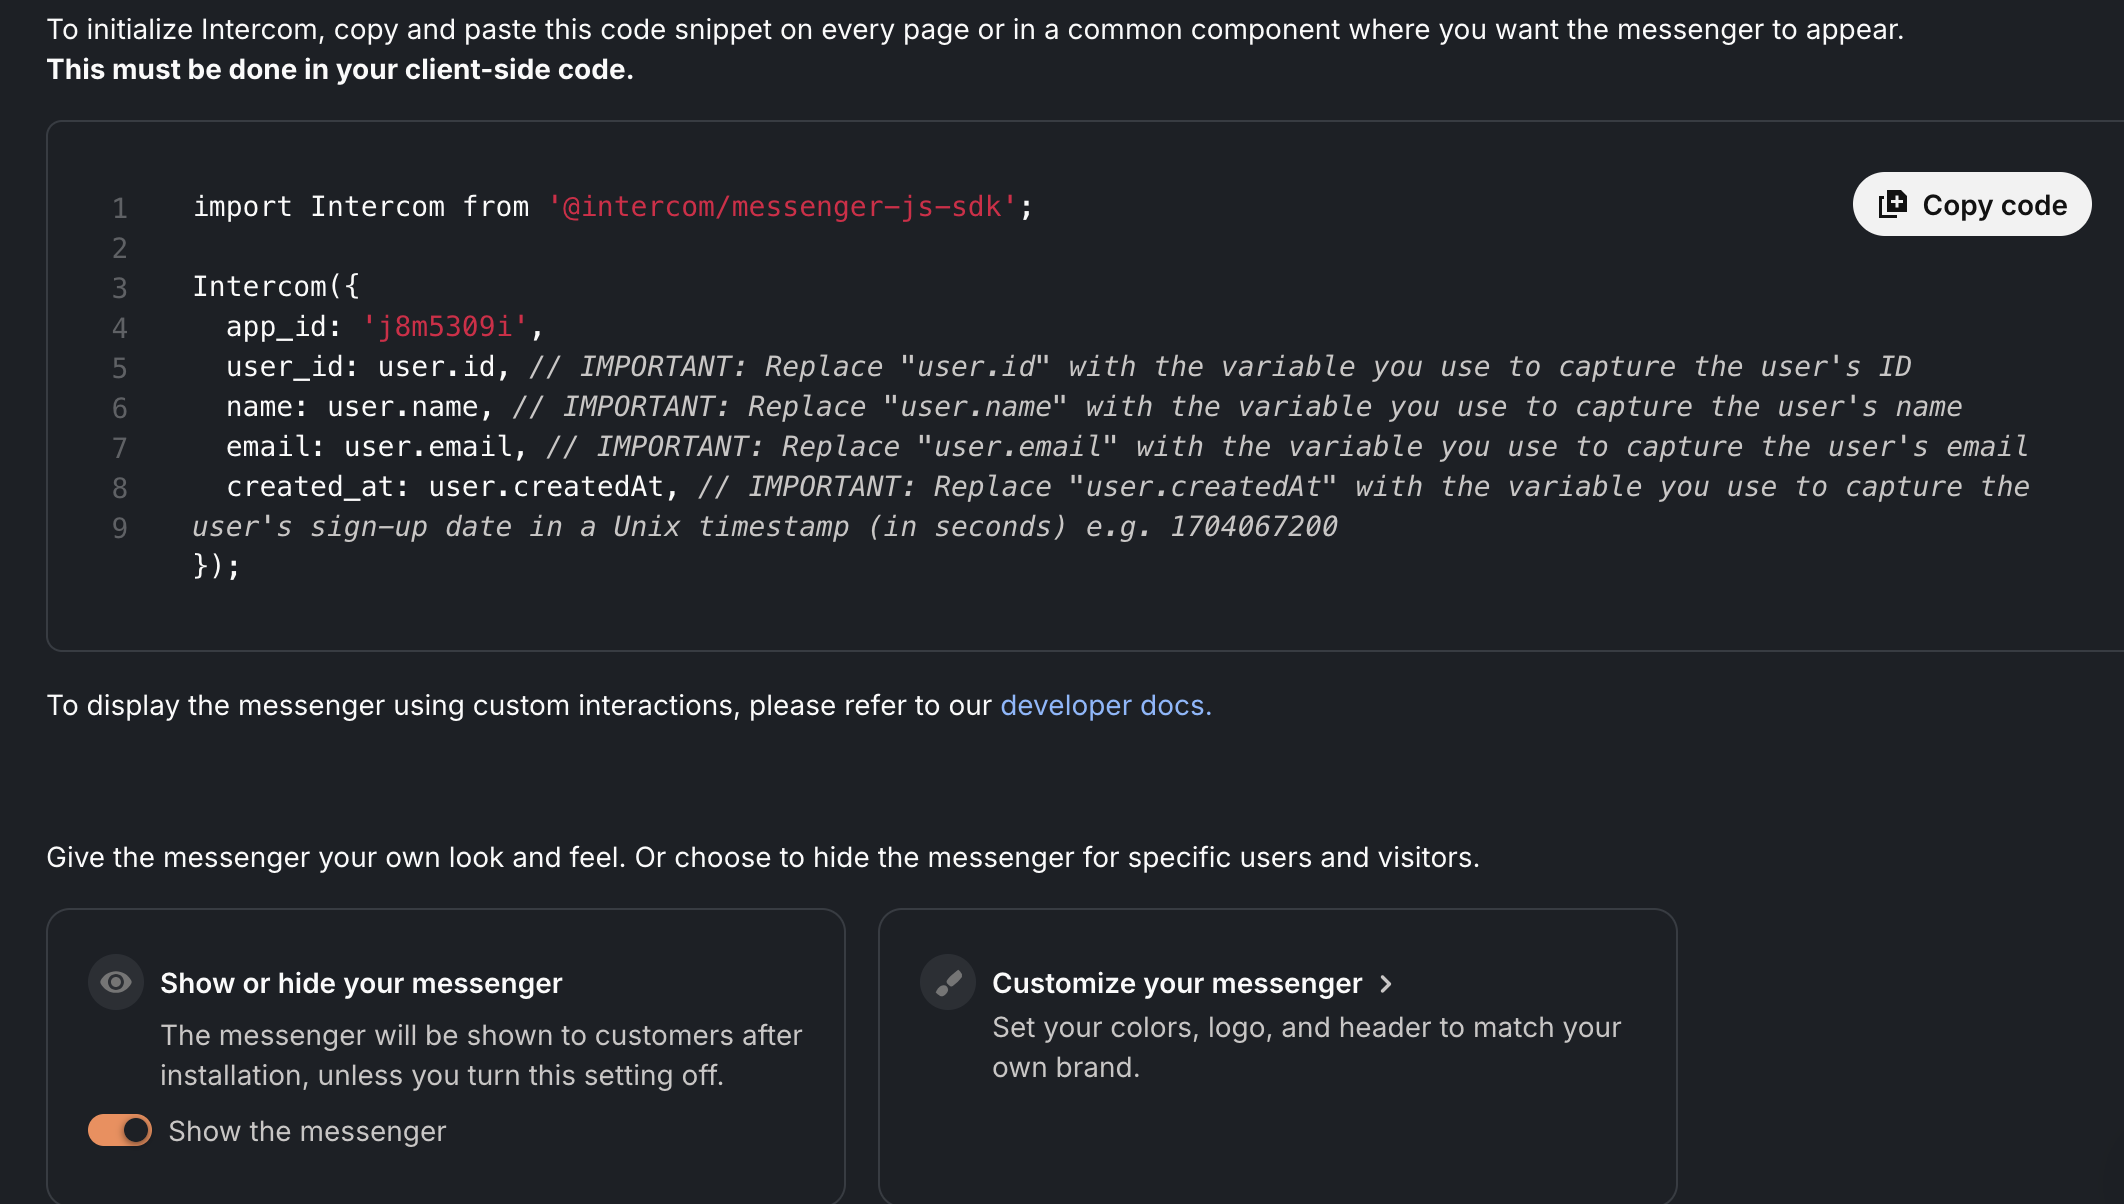 To initialize Intercom, copy and paste this code snippet on every page or in a common component where you want the messenger to appear.
This must be done in your client-side code.
Copy code
1 import Intercom from '@intercom/messenger-js-sdk';
2
3 Intercom({
4   app_id: 'j8m5309i',
5   user_id: user.id, // IMPORTANT: Replace "user.id" with the variable you use to capture the user's ID
6   name: user.name, // IMPORTANT: Replace "user.name" with the variable you use to capture the user's name
7   email: user.email, // IMPORTANT: Replace "user.email" with the variable you use to capture the user's email
8   created_at: user.createdAt, // IMPORTANT: Replace "user.createdAt" with the variable you use to capture the
9 user's sign-up date in a Unix timestamp (in seconds) e.g. 1704067200
});
To display the messenger using custom interactions, please refer to our developer docs.
Give the messenger your own look and feel. Or choose to hide the messenger for specific users and visitors.
Show or hide your messenger
The messenger will be shown to customers after
installation, unless you turn this setting off.
Show the messenger
Customize your messenger
Set your colors, logo, and header to match your
own brand.